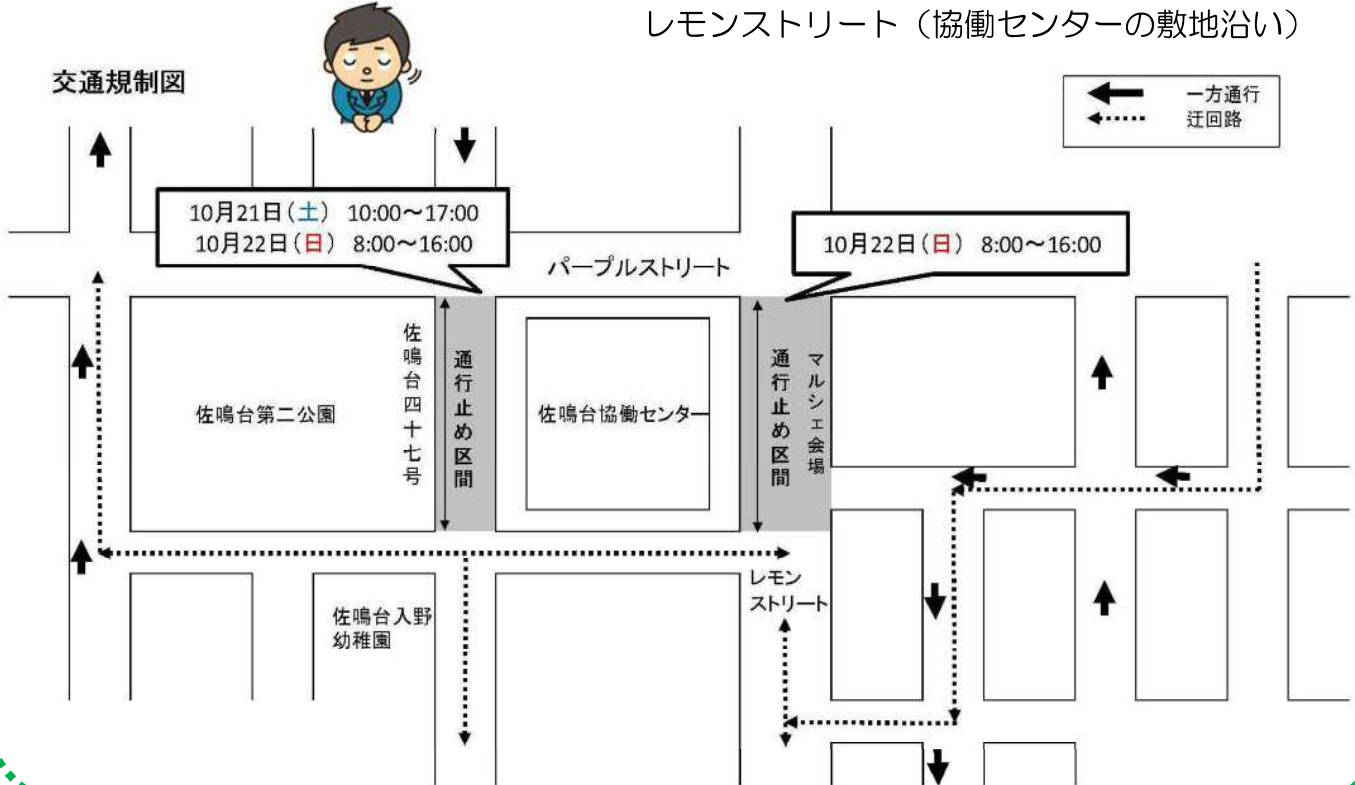 レモンストリート（協働センターの敷地沿い）
交通規制図
一方通行
迂回路
10月21日（土） 10:00～17:00
10月22日（日） 8:00～16:00
10月22日（日） 8:00～16:00
パープルストリート
佐鳴台第二公園
佐鳴台四十七号
通行止め区間
佐鳴台協働センター
通行止め区間
マルシェ会場
レモン
ストリート
佐鳴台入野
幼稚園